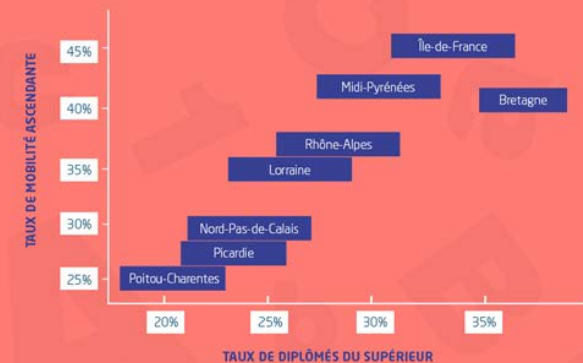 TAUX DE MOBILITÉ ASCENDANTE
45%
40%
35%
30%
25%
Île-de-France
Midi-Pyrénées
Bretagne
Rhône-Alpes
Lorraine
Nord-Pas-de-Calais
Picardie
Poitou-Charentes
20%
25%
30%
35%
TAUX DE DIPLÔMÉS DU SUPÉRIEUR